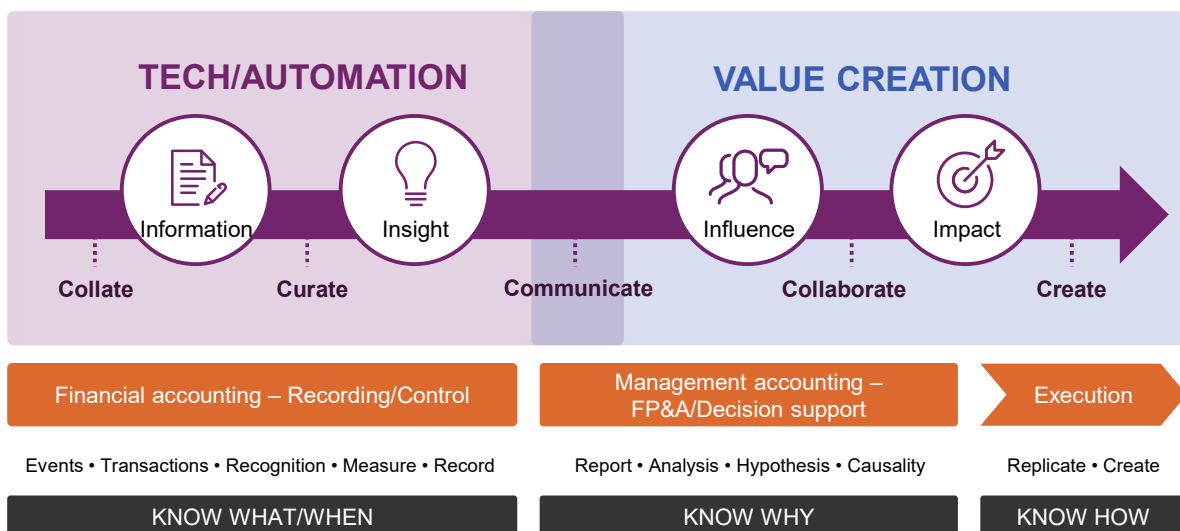 TECH/AUTOMATION
VALUE CREATION
Information
Insight
Influence
Impact
Collate
Curate
Communicate
Collaborate
Create
Financial accounting – Recording/Control
Management accounting –
FP&A/Decision support
Execution
Events • Transactions • Recognition • Measure • Record
Report • Analysis • Hypothesis • Causality
Replicate • Create
KNOW WHAT/WHEN
KNOW WHY
KNOW HOW